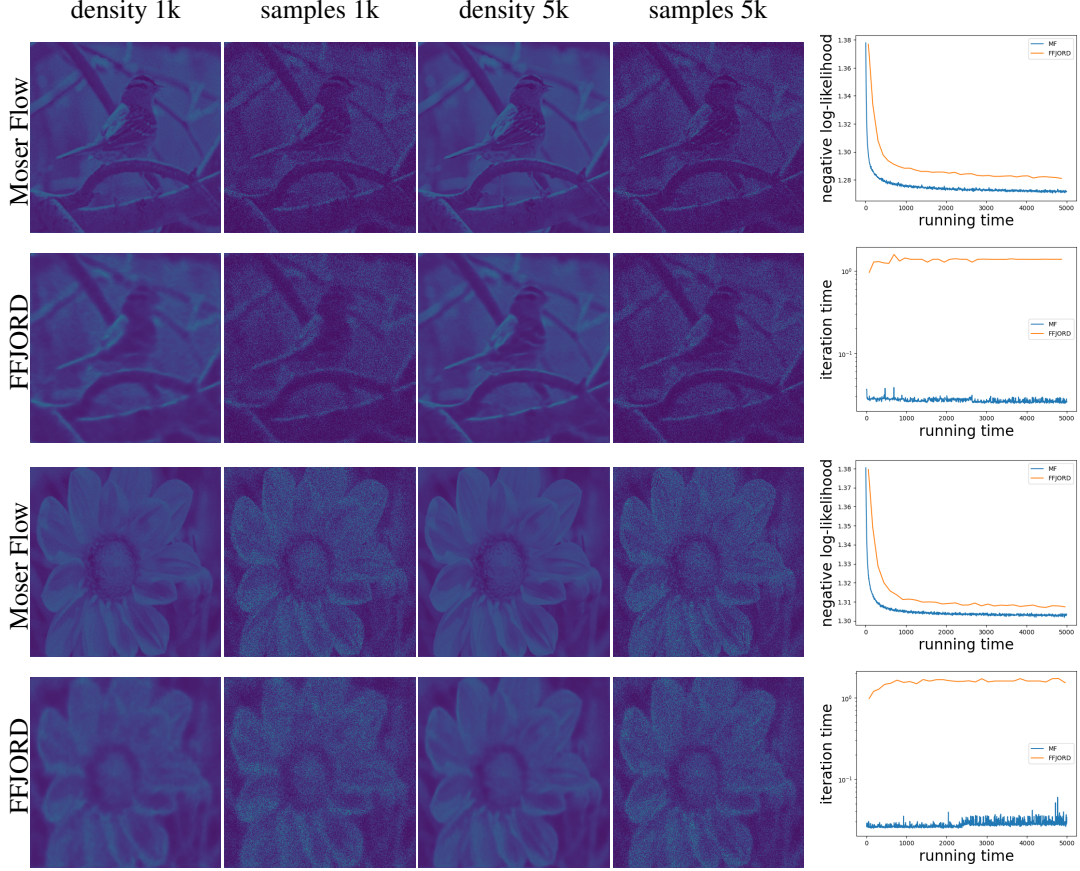 density 1k samples 1k density 5k samples 5k
Moser Flow
negative log-likelihood
1.38
1.36
1.34
1.32
1.30
1.28
MF
FFJORD
0 1000 2000 3000 4000 5000
running time
FFJORD
iteration time
10⁰
10⁻¹
MF
FFJORD
0 1000 2000 3000 4000 5000
running time
Moser Flow
negative log-likelihood
1.38
1.37
1.36
1.35
1.34
1.33
1.32
1.31
1.30
MF
FFJORD
0 1000 2000 3000 4000 5000
running time
FFJORD
iteration time
10⁰
10⁻¹
MF
FFJORD
0 1000 2000 3000 4000 5000
running time